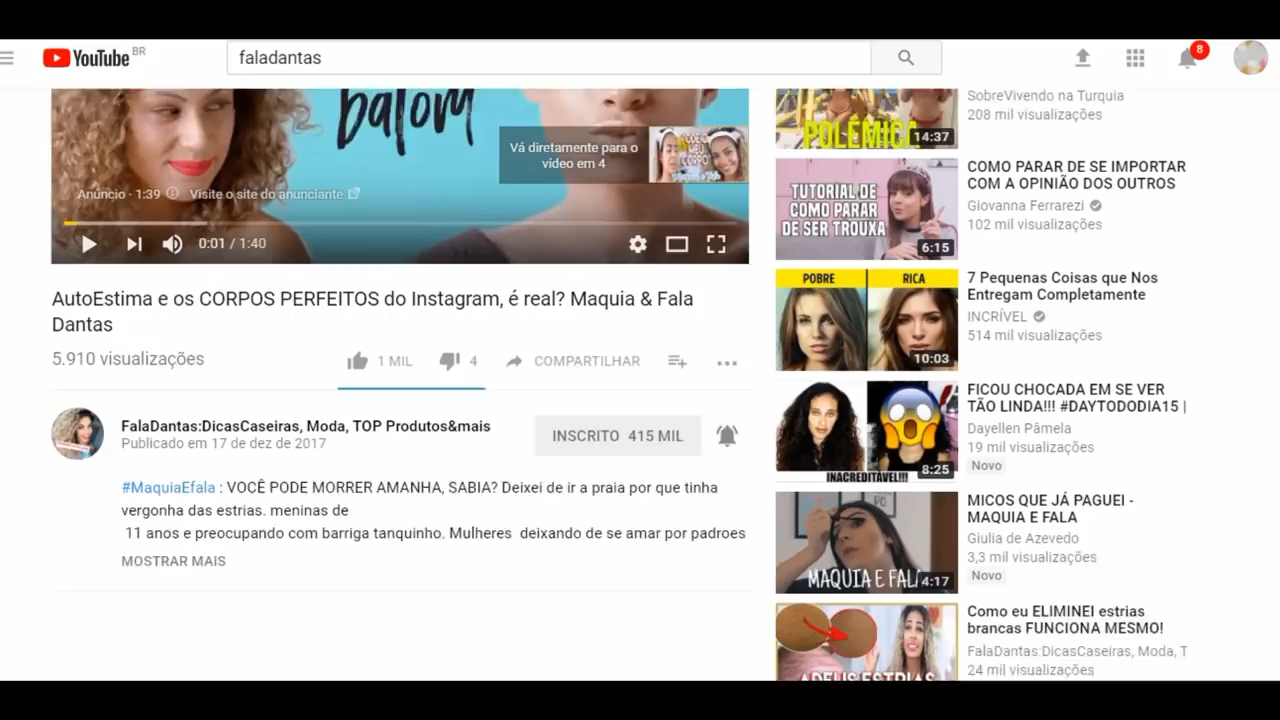 YouTube BR
faladantas
8
batom
Vá diretamente para o
vídeo em 4
Anúncio · 1:39
Visite o site do anunciante
0:01 / 1:40
AutoEstima e os CORPOS PERFEITOS do Instagram, é real? Maquia & Fala
Dantas
5.910 visualizações
1 MIL
4
COMPARTILHAR
FalaDantas:DicasCaseiras, Moda, TOP Produtos&mais
Publicado em 17 de dez de 2017
INSCRITO 415 MIL
#MaquiaEfala : VOCÊ PODE MORRER AMANHA, SABIA? Deixei de ir a praia por que tinha
vergonha das estrias. meninas de
11 anos e preocupando com barriga tanquinho. Mulheres deixando de se amar por padroes
MOSTRAR MAIS
POLÊMICA
14:37
SobreVivendo na Turquia
208 mil visualizações
TUTORIAL DE
COMO PARAR
DE SER TROUXA
6:15
COMO PARAR DE SE IMPORTAR
COM A OPINIÃO DOS OUTROS
Giovanna Ferrarezi
102 mil visualizações
POBRE
RICA
10:03
7 Pequenas Coisas que Nos
Entregam Completamente
INCRÍVEL
514 mil visualizações
INACREDITÁVEL!!!
8:25
FICOU CHOCADA EM SE VER
TÃO LINDA!!! #DAYTODODIA15 |
Dayellen Pâmela
19 mil visualizações
Novo
MAQUIA E FALA
4:17
MICOS QUE JÁ PAGUEI -
MAQUIA E FALA
Giulia de Azevedo
3,3 mil visualizações
Novo
ADEUS ESTRIAS
Como eu ELIMINEI estrias
brancas FUNCIONA MESMO!
FalaDantas:DicasCaseiras, Moda, T
24 mil visualizações